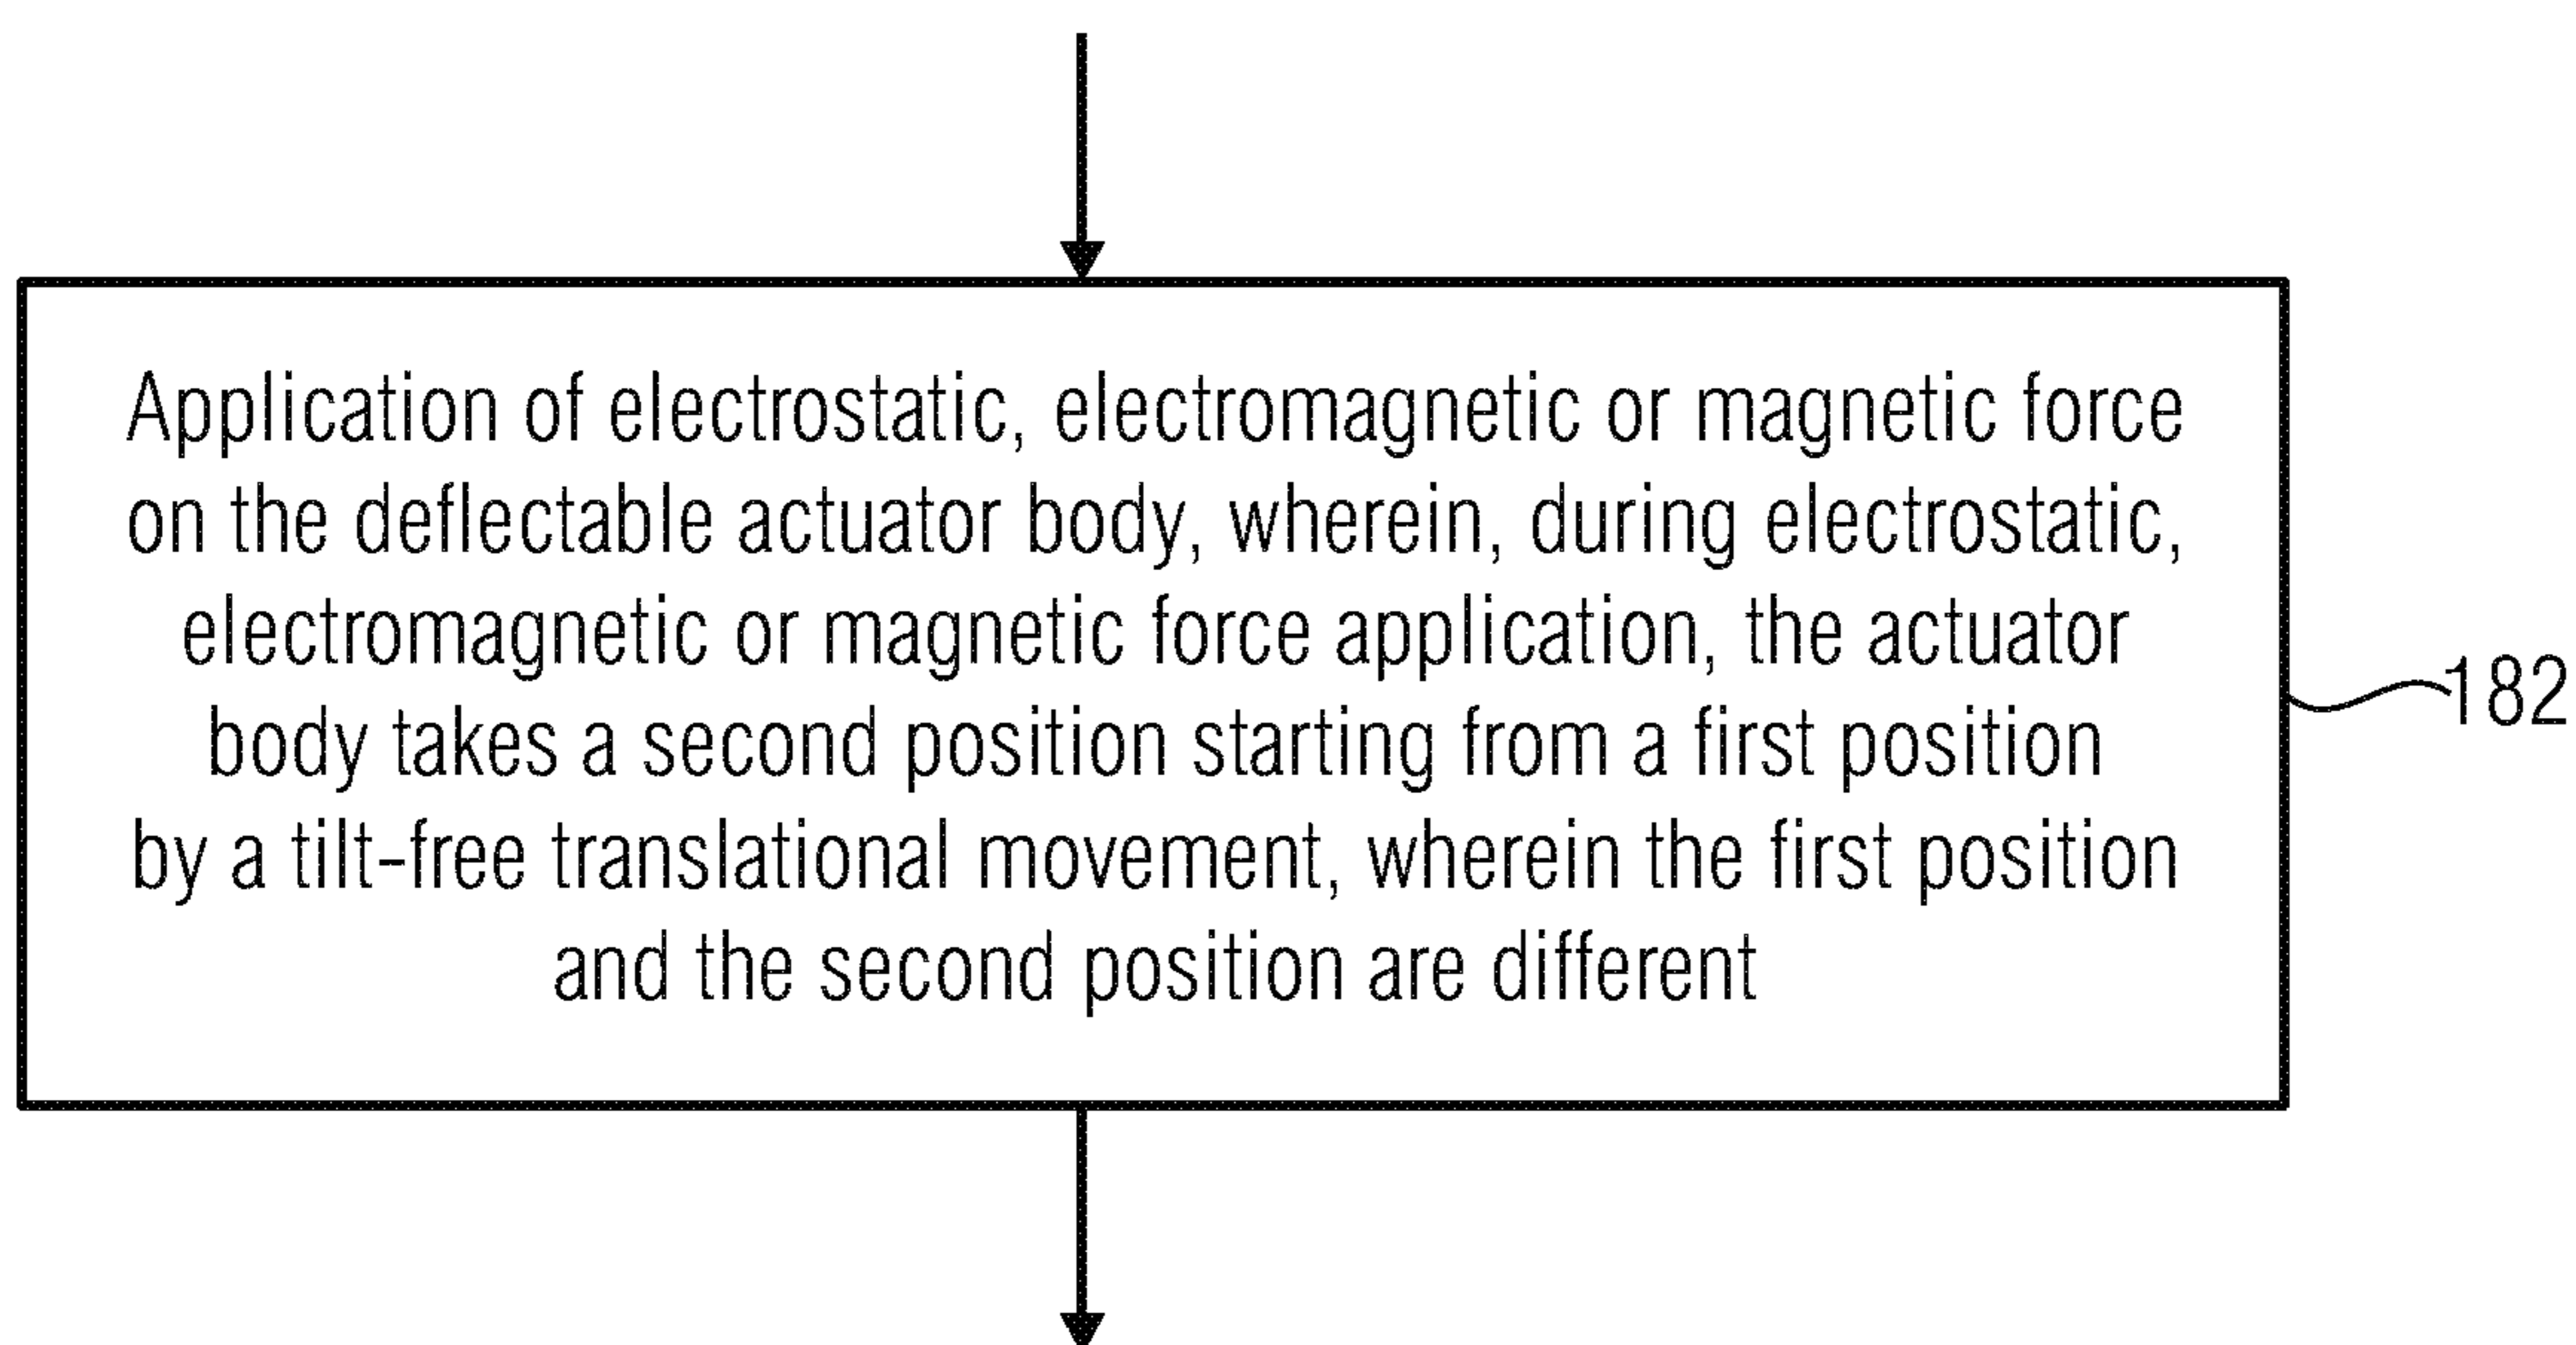 Application of electrostatic, electromagnetic or magnetic force
on the deflectable actuator body, wherein, during electrostatic,
electromagnetic or magnetic force application, the actuator
body takes a second position starting from a first position
by a tilt-free translational movement, wherein the first position
and the second position are different
182